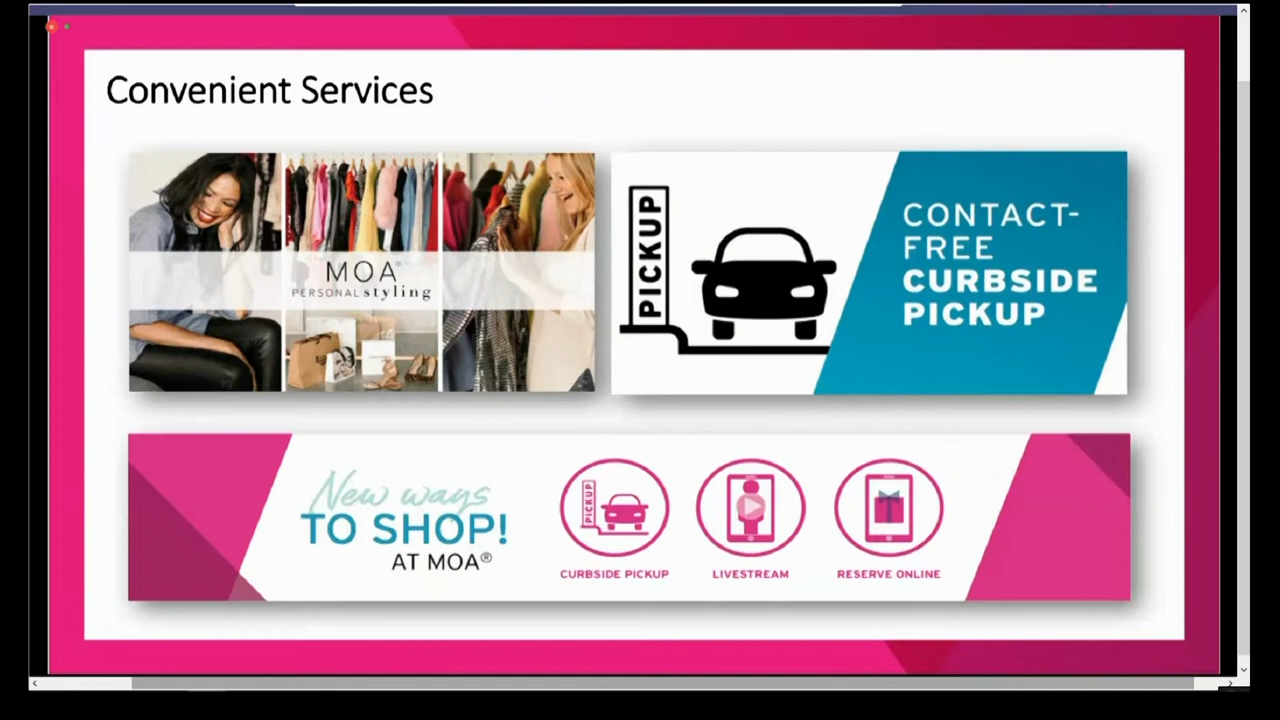 Convenient Services
MOA
PERSONAL styling
PICKUP
CONTACT-
FREE
CURBSIDE
PICKUP
New ways
TO SHOP!
AT MOA®
PICKUP
CURBSIDE PICKUP
LIVESTREAM
RESERVE ONLINE